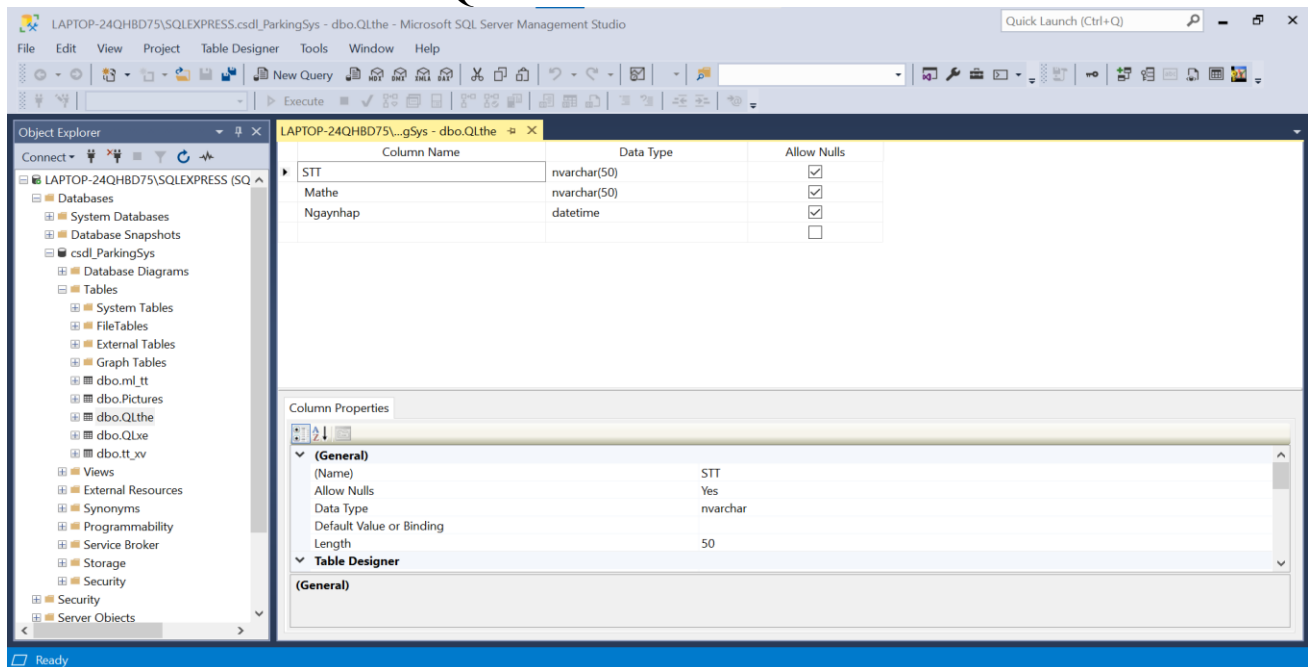 Q
LAPTOP-24QHBD75\SQLEXPRESS.csdl_ParkingSys - dbo.QLthe - Microsoft SQL Server Management Studio
Quick Launch (Ctrl+Q)
File Edit View Project Table Designer Tools Window Help
New Query MDX DMX XMLA DAX
Execute
Object Explorer
LAPTOP-24QHBD75\...gSys - dbo.QLthe
Connect
Column Name Data Type Allow Nulls
LAPTOP-24QHBD75\SQLEXPRESS (SQ
STT nvarchar(50)
Databases
Mathe nvarchar(50)
System Databases
Ngaynhap datetime
Database Snapshots
csdl_ParkingSys
Database Diagrams
Tables
System Tables
FileTables
External Tables
Graph Tables
dbo.ml_tt
dbo.Pictures
dbo.QLthe
dbo.QLxe
dbo.tt_xv
Views
External Resources
Synonyms
Programmability
Service Broker
Storage
Security
Security
Server Objects
Column Properties
(General)
(Name) STT
Allow Nulls Yes
Data Type nvarchar
Default Value or Binding
Length 50
Table Designer
(General)
Ready